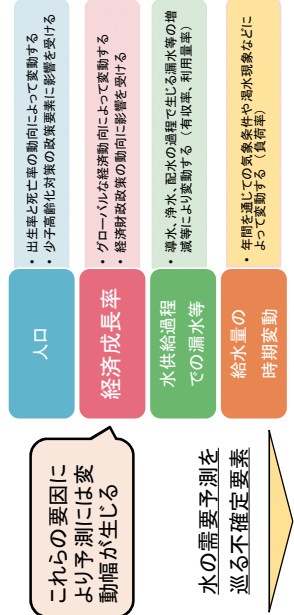 水の需要予測を
巡る不確定要素
これらの要因に
より予測には変
動幅が生じる
人口
・ 出生率と死亡率の動向によって変動する
・ 少子高齢化対策の政策要素に影響を受ける
経済成長率
・ グローバルな経済動向によって変動する
・ 経済財政政策の動向に影響を受ける
水供給過程
での漏水等
・ 導水、浄水、配水の過程で生じる漏水等の増
減等により変動する（有収率、利用量率）
給水量の
時期変動
・ 年間を通じての気象条件や渇水現象などに
よって変動する（負荷率）